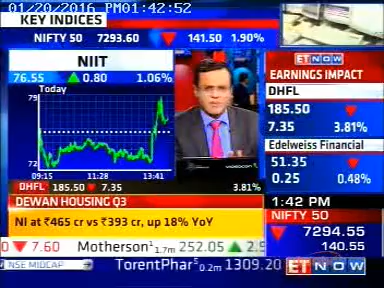 01/20/2016 PM01:42:52
KEY INDICES
NIFTY 50 7293.60 141.50 1.90%
NIIT
76.55 0.80 1.06%
Today
79
72
09:15 11:28 13:41
VIDEOCON
ET NOW
EARNINGS IMPACT
DHFL
185.50
7.35 3.81%
Edelweiss Financial
51.35
0.25 0.48%
DHFL 185.50 7.35 3.81%
DEWAN HOUSING Q3
NI at ₹465 cr vs ₹393 cr, up 18% YoY
1:42 PM
NIFTY 50
7294.55
140.55
0 7.60 Motherson 1.7m 252.05 2.5
NSE MIDCAP TorentPhar 0.2m 1309.20
ET NOW